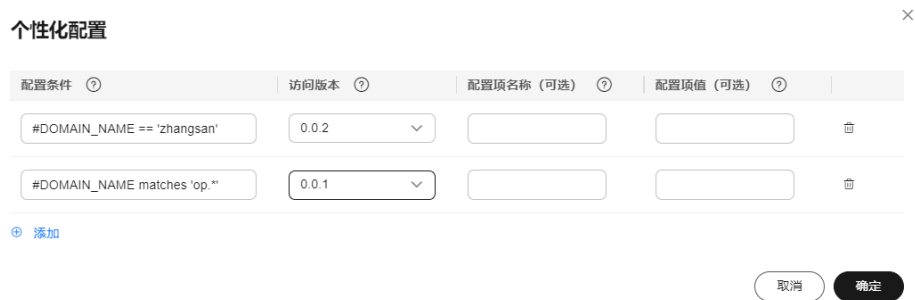 个性化配置
配置条件 访问版本 配置项名称（可选） 配置项值（可选）
#DOMAIN_NAME == 'zhangsan' 0.0.2
#DOMAIN_NAME matches 'op.*' 0.0.1
添加
取消 确定